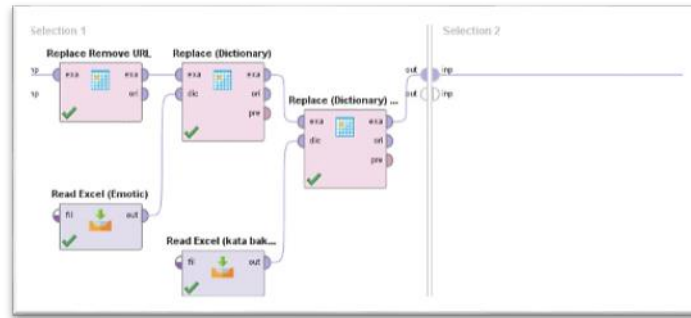 Selection 1
Selection 2
Replace Remove URL
Replace (Dictionary)
inp
exa
exa
exa
exa
out
inp
inp
ori
dic
ori
Replace (Dictionary) ...
out
inp
pre
exa
exa
dic
ori
pre
Read Excel (Emotic)
fil
out
Read Excel (kata bak...
fil
out